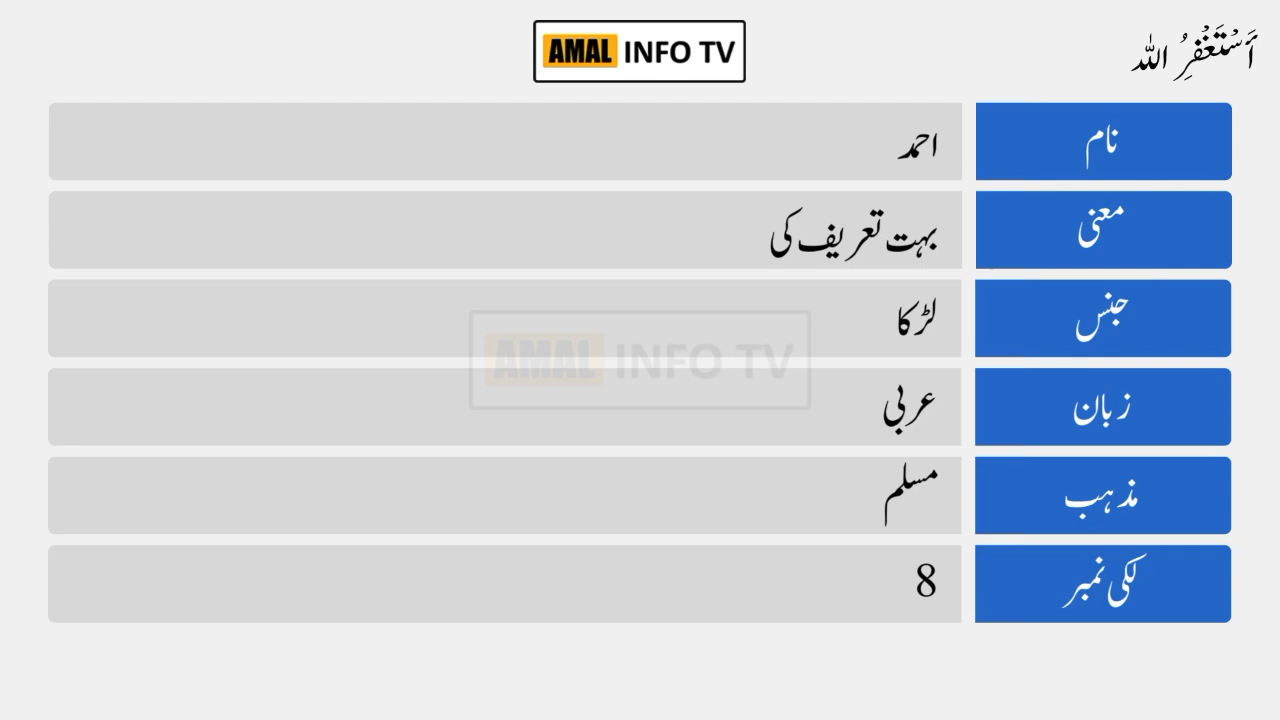 AMAL INFO TV
أَسْتَغْفِرُ اللّٰه
نام احمد
معنی بہت تعریف کی
جنس لڑکا
AMAL INFO TV
زبان عربی
مذہب مسلم
لکی نمبر 8